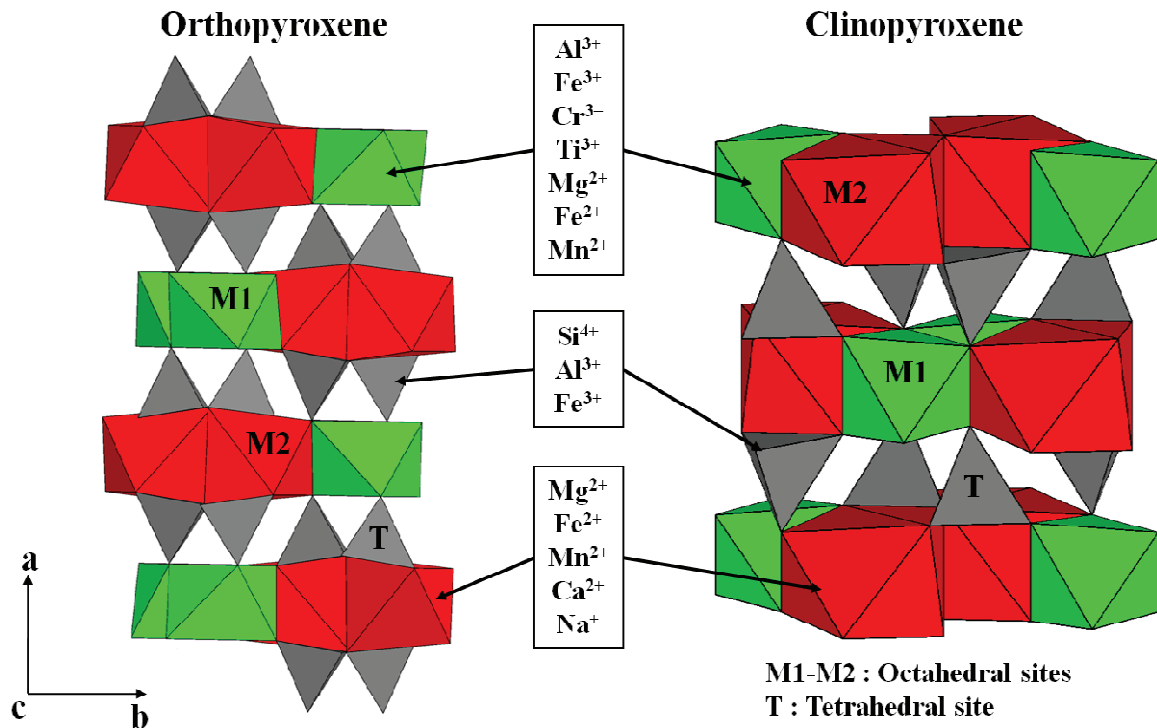 Orthopyroxene
Clinopyroxene
Al³⁺
Fe³⁺
Cr³⁺
Ti³⁺
Mg²⁺
Fe²⁺
Mn²⁺
M2
M1
Si⁴⁺
Al³⁺
Fe³⁺
M1
M2
Mg²⁺
Fe²⁺
Mn²⁺
Ca²⁺
Na⁺
T
T
a
c
b
M1-M2 : Octahedral sites
T : Tetrahedral site